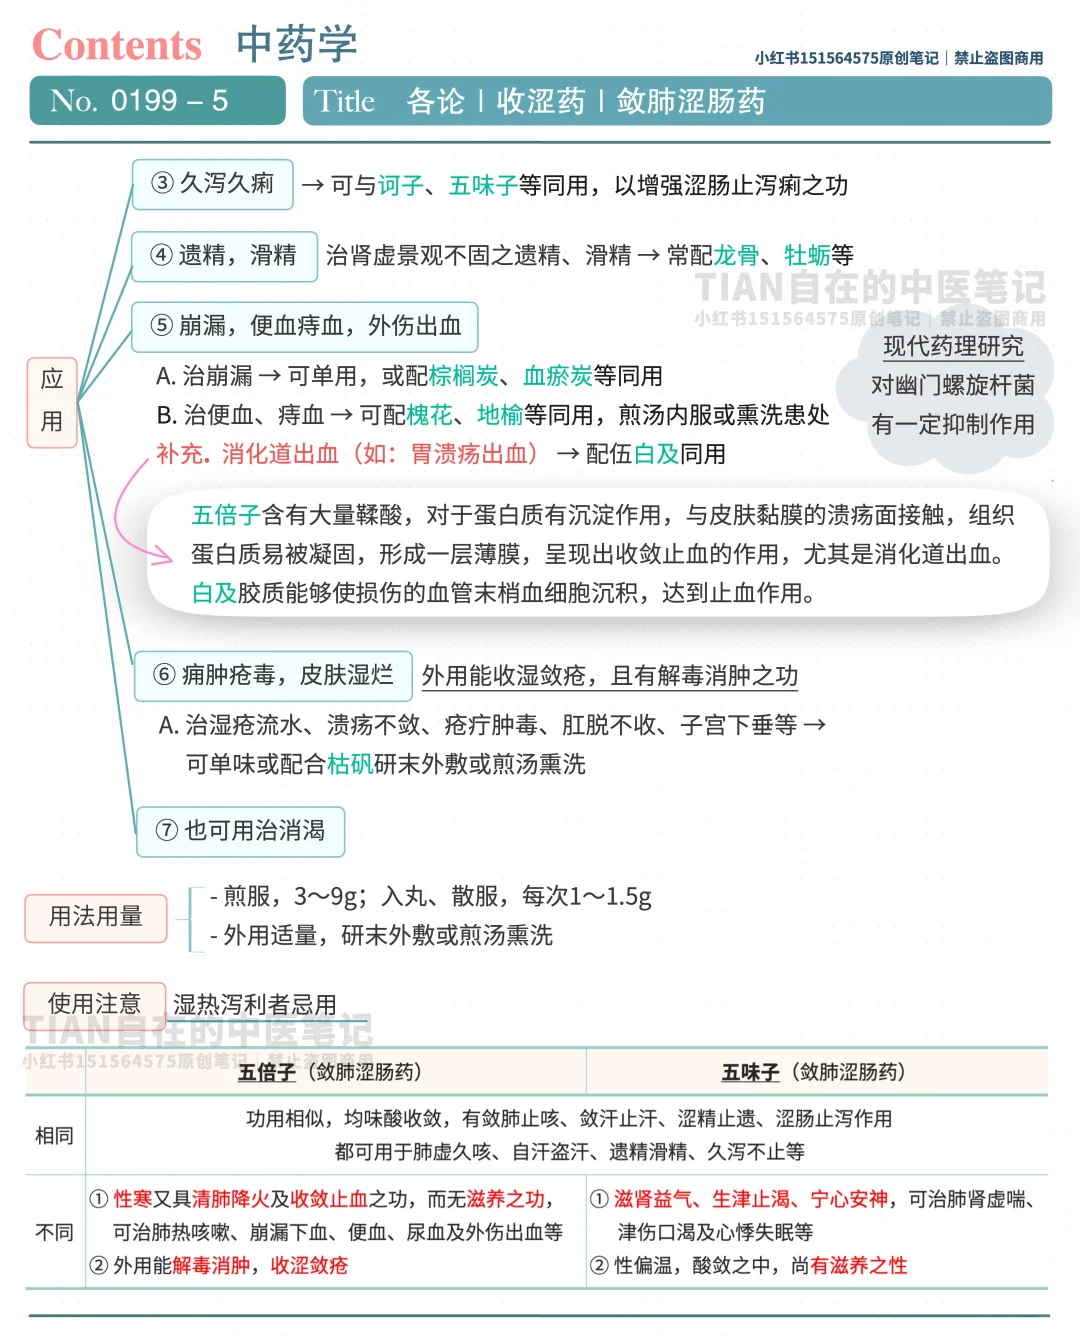 Contents 中药学
小红书151564575原创笔记｜禁止盗图商用
No. 0199 – 5
Title 各论｜收涩药｜敛肺涩肠药
③ 久泻久痢 → 可与诃子、五味子等同用，以增强涩肠止泻痢之功
④ 遗精，滑精 治肾虚景观不固之遗精、滑精 → 常配龙骨、牡蛎等
TIAN自在的中医笔记
小红书151564575原创笔记｜禁止盗图商用
⑤ 崩漏，便血痔血，外伤出血
应
用
A. 治崩漏 → 可单用，或配棕榈炭、血瘀炭等同用
B. 治便血、痔血 → 可配槐花、地榆等同用，煎汤内服或熏洗患处
补充. 消化道出血（如：胃溃疡出血） → 配伍白及同用
现代药理研究
对幽门螺旋杆菌
有一定抑制作用
五倍子含有大量鞣酸，对于蛋白质有沉淀作用，与皮肤黏膜的溃疡面接触，组织
蛋白质易被凝固，形成一层薄膜，呈现出收敛止血的作用，尤其是消化道出血。
白及胶质能够使损伤的血管末梢血细胞沉积，达到止血作用。
⑥ 痈肿疮毒，皮肤湿烂 外用能收湿敛疮，且有解毒消肿之功
A. 治湿疮流水、溃疡不敛、疮疔肿毒、肛脱不收、子宫下垂等 →
可单味或配合枯矾研末外敷或煎汤熏洗
⑦ 也可用治消渴
用法用量
- 煎服，3～9g；入丸、散服，每次1～1.5g
- 外用适量，研末外敷或煎汤熏洗
使用注意 湿热泻利者忌用
TIAN自在的中医笔记
小红书151564575原创笔记｜禁止盗图商用
五倍子（敛肺涩肠药） 五味子（敛肺涩肠药）
相同
功用相似，均味酸收敛，有敛肺止咳、敛汗止汗、涩精止遗、涩肠止泻作用
都可用于肺虚久咳、自汗盗汗、遗精滑精、久泻不止等
不同
① 性寒又具清肺降火及收敛止血之功，而无滋养之功，
可治肺热咳嗽、崩漏下血、便血、尿血及外伤出血等
② 外用能解毒消肿，收涩敛疮
① 滋肾益气、生津止渴、宁心安神，可治肺肾虚喘、
津伤口渴及心悸失眠等
② 性偏温，酸敛之中，尚有滋养之性